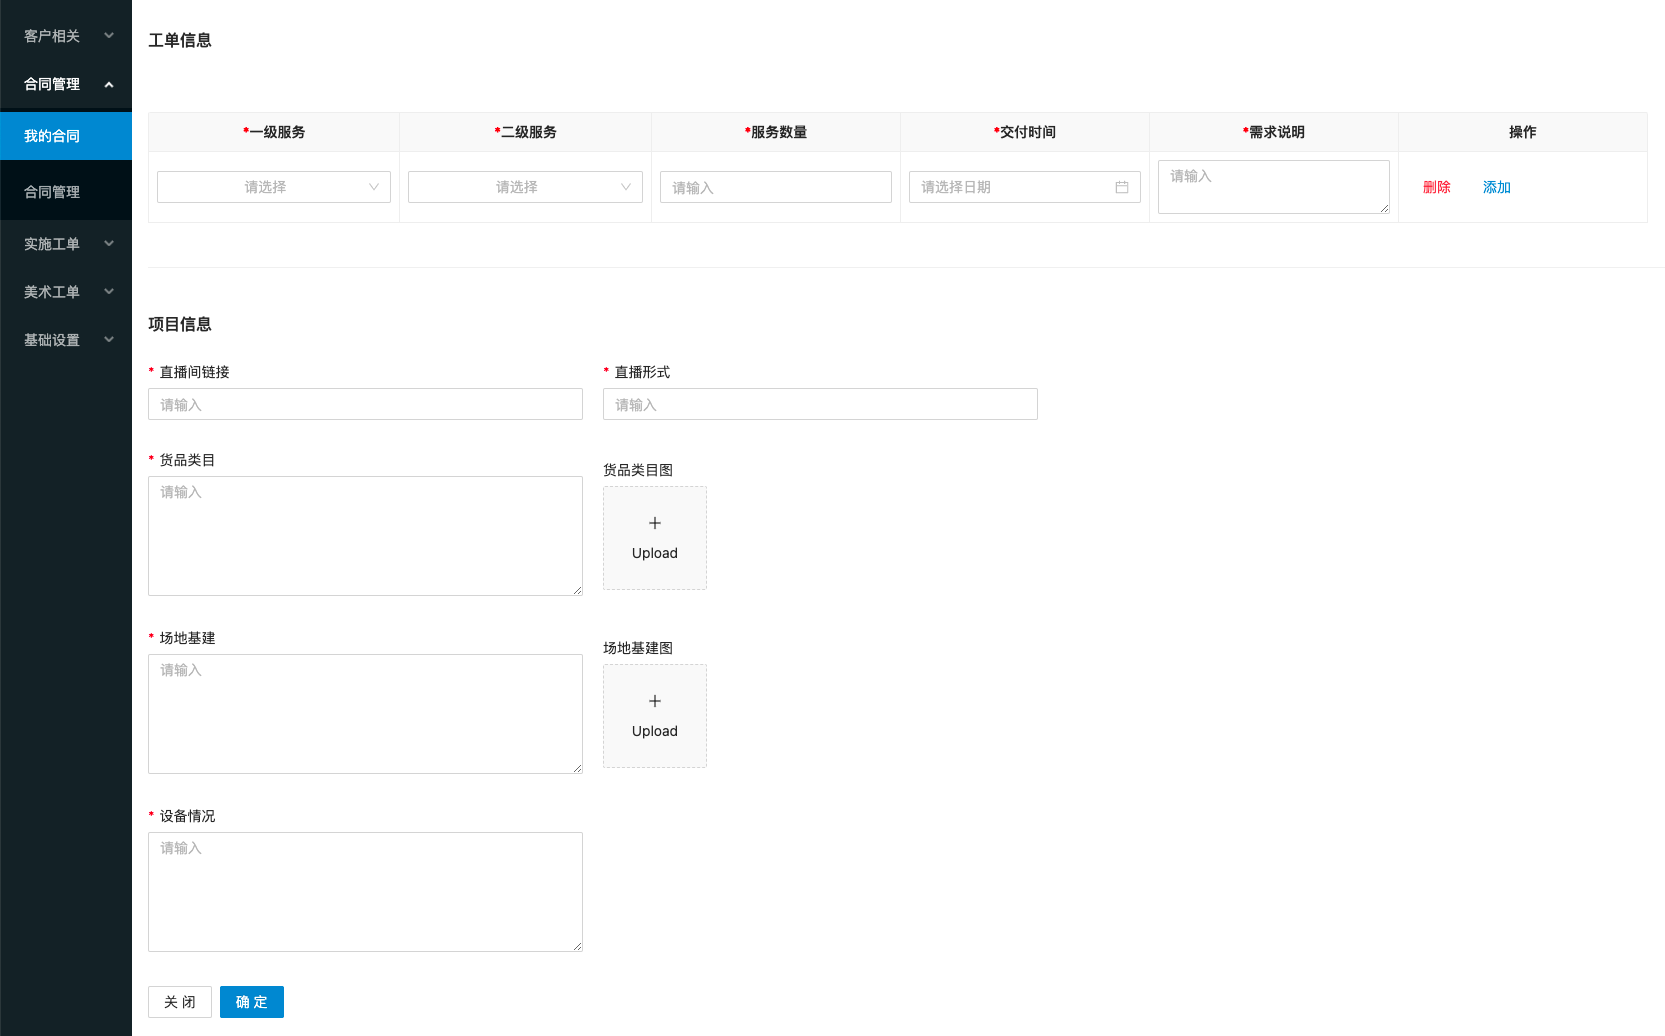 客户相关
合同管理
我的合同
合同管理
实施工单
美术工单
基础设置
工单信息
*一级服务 *二级服务 *服务数量 *交付时间 *需求说明 操作
请选择 请选择 请输入 请选择日期 请输入 删除 添加
项目信息
* 直播间链接 * 直播形式
请输入 请输入
* 货品类目
货品类目图
请输入
Upload
* 场地基建
场地基建图
请输入
Upload
* 设备情况
请输入
关 闭 确 定